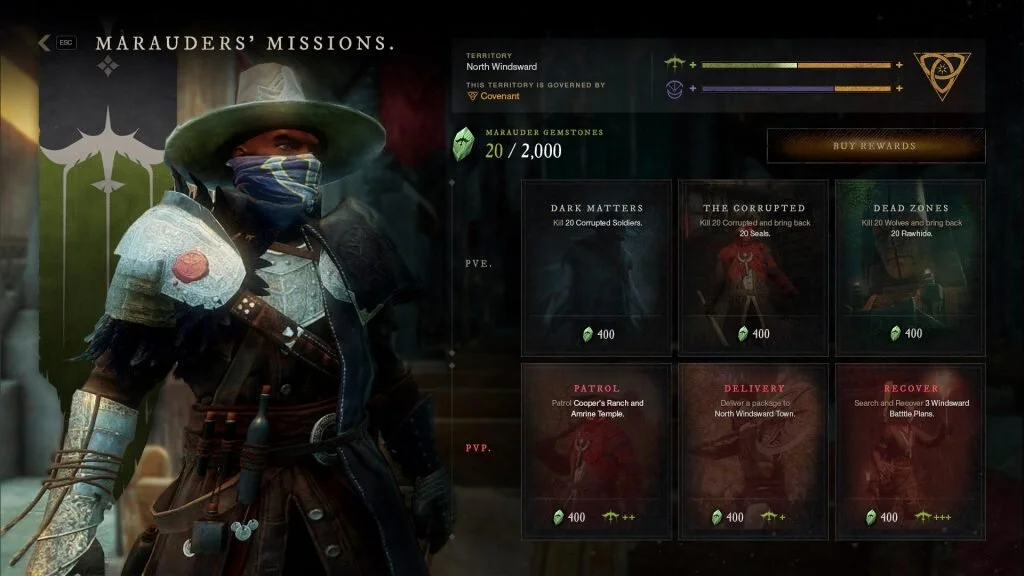 ESC
MARAUDERS' MISSIONS.
TERRITORY
North Windsward
THIS TERRITORY IS GOVERNED BY
Covenant
+ +
+ +
MARAUDER GEMSTONES
20 / 2,000
BUY REWARDS
PVE.
DARK MATTERS
Kill 20 Corrupted Soldiers.
400
THE CORRUPTED
Kill 20 Corrupted and bring back
20 Seals.
400
DEAD ZONES
Kill 20 Wolves and bring back
20 Rawhide.
400
PVP.
PATROL
Patrol Cooper's Ranch and
Amrine Temple.
400 ++
DELIVERY
Deliver a package to
North Windsward Town.
400 +
RECOVER
Search and Recover 3 Windsward
Batttle Plans.
400 +++